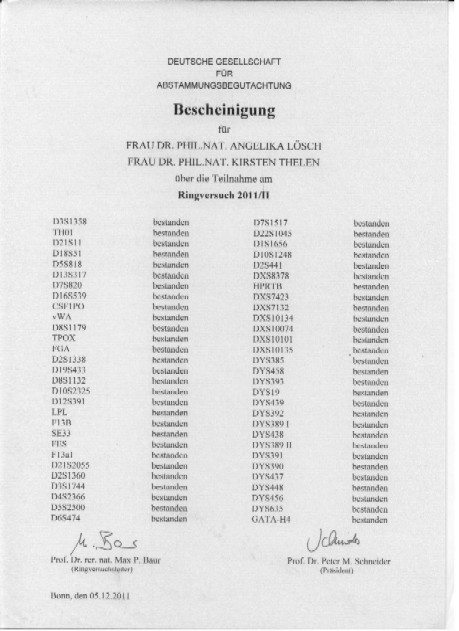 DEUTSCHE GESELLSCHAFT
FÜR
ABSTAMMUNGSBEGUTACHTUNG
Bescheinigung
für
FRAU DR. PHIL.NAT. ANGELIKA LÖSCH
FRAU DR. PHIL.NAT. KIRSTEN THELEN
über die Teilnahme am
Ringversuch 2011/II
D3S1358 bestanden
TH01 bestanden
D21S11 bestanden
D18S51 bestanden
D5S818 bestanden
D13S317 bestanden
D7S820 bestanden
D16S539 bestanden
CSF1PO bestanden
vWA bestanden
D8S1179 bestanden
TPOX bestanden
FGA bestanden
D2S1338 bestanden
D19S433 bestanden
D8S1132 bestanden
D10S2325 bestanden
D12S391 bestanden
LPL bestanden
F13B bestanden
SE33 bestanden
FES bestanden
F13a1 bestanden
D21S2055 bestanden
D2S1360 bestanden
D3S1744 bestanden
D4S2366 bestanden
D5S2500 bestanden
D6S474 bestanden
D7S1517 bestanden
D22S1045 bestanden
D1S1656 bestanden
D10S1248 bestanden
D2S441 bestanden
DXS8378 bestanden
HPRTB bestanden
DXS7423 bestanden
DXS7132 bestanden
DXS10134 bestanden
DXS10074 bestanden
DXS10101 bestanden
DXS10135 bestanden
DYS385 bestanden
DYS458 bestanden
DYS393 bestanden
DYS19 bestanden
DYS439 bestanden
DYS392 bestanden
DYS389 I bestanden
DYS438 bestanden
DYS389 II bestanden
DYS391 bestanden
DYS390 bestanden
DYS437 bestanden
DYS448 bestanden
DYS456 bestanden
DYS635 bestanden
GATA-H4 bestanden
Prof. Dr. rer. nat. Max P. Baur
(Ringversuchsleiter)
Prof. Dr. Peter M. Schneider
(Präsident)
Bonn, den 05.12.2011